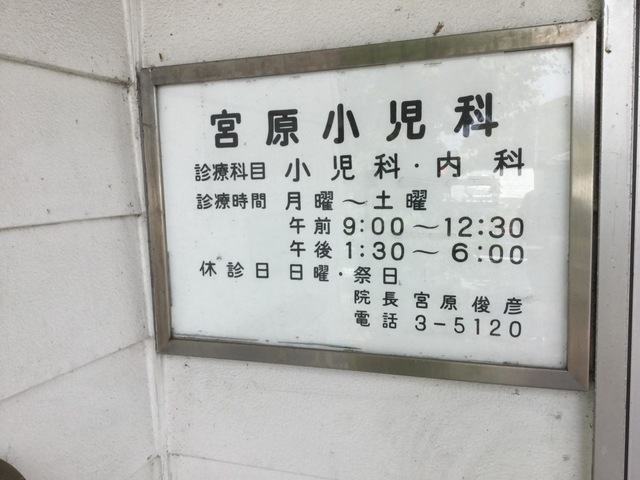 宮原小児科
診療科目 小児科・内科
診療時間 月曜～土曜
午前 9:00～12:30
午後 1:30～6:00
休診日 日曜・祭日
院長 宮原俊彦
電話 3-5120